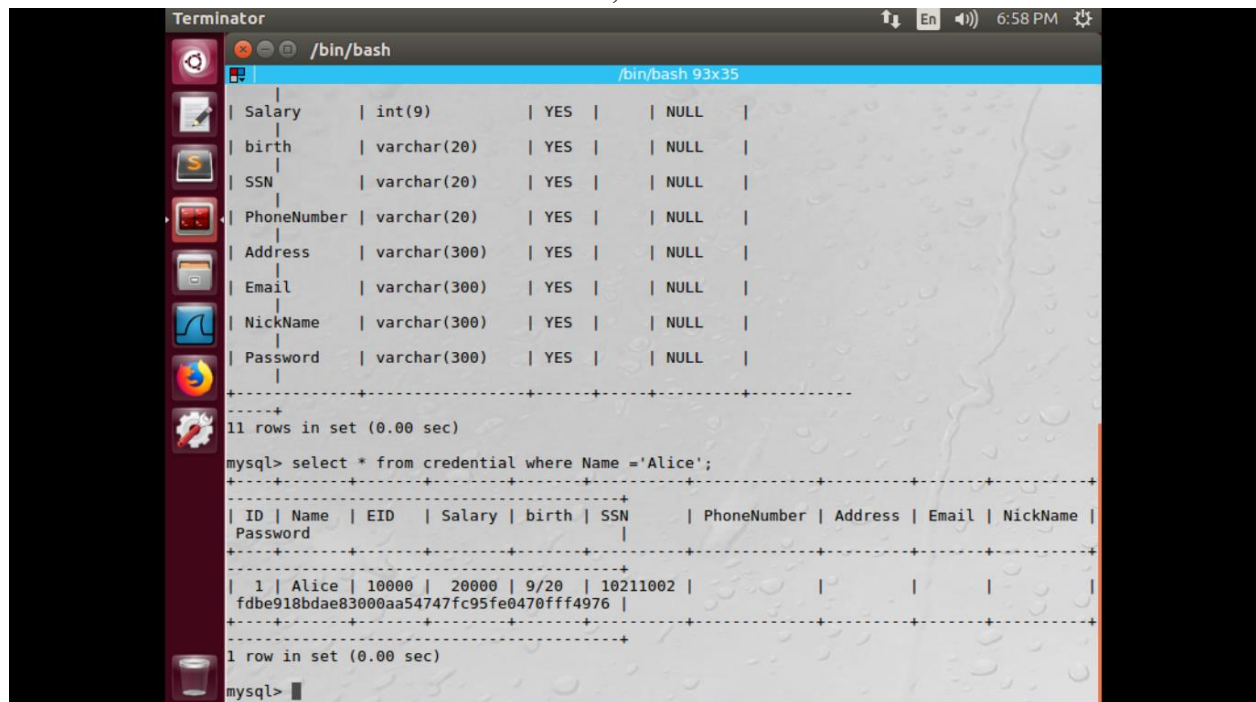 Terminator En 6:58 PM
/bin/bash
/bin/bash 93x35
|
| Salary | int(9) | YES | | NULL |
|
| birth | varchar(20) | YES | | NULL |
|
| SSN | varchar(20) | YES | | NULL |
|
| PhoneNumber | varchar(20) | YES | | NULL |
|
| Address | varchar(300) | YES | | NULL |
|
| Email | varchar(300) | YES | | NULL |
|
| NickName | varchar(300) | YES | | NULL |
|
| Password | varchar(300) | YES | | NULL |
|
+-------------+--------------+------+-----+---------+-----------
-----+
11 rows in set (0.00 sec)
mysql> select * from credential where Name ='Alice';
+----+-------+-------+--------+-------+----------+-------------+---------+-------+----------+
------------------------------------------+
| ID | Name | EID | Salary | birth | SSN | PhoneNumber | Address | Email | NickName |
Password |
+----+-------+-------+--------+-------+----------+-------------+---------+-------+----------+
------------------------------------------+
| 1 | Alice | 10000 | 20000 | 9/20 | 10211002 | | | | |
fdbe918bdae83000aa54747fc95fe0470fff4976 |
+----+-------+-------+--------+-------+----------+-------------+---------+-------+----------+
------------------------------------------+
1 row in set (0.00 sec)
mysql>